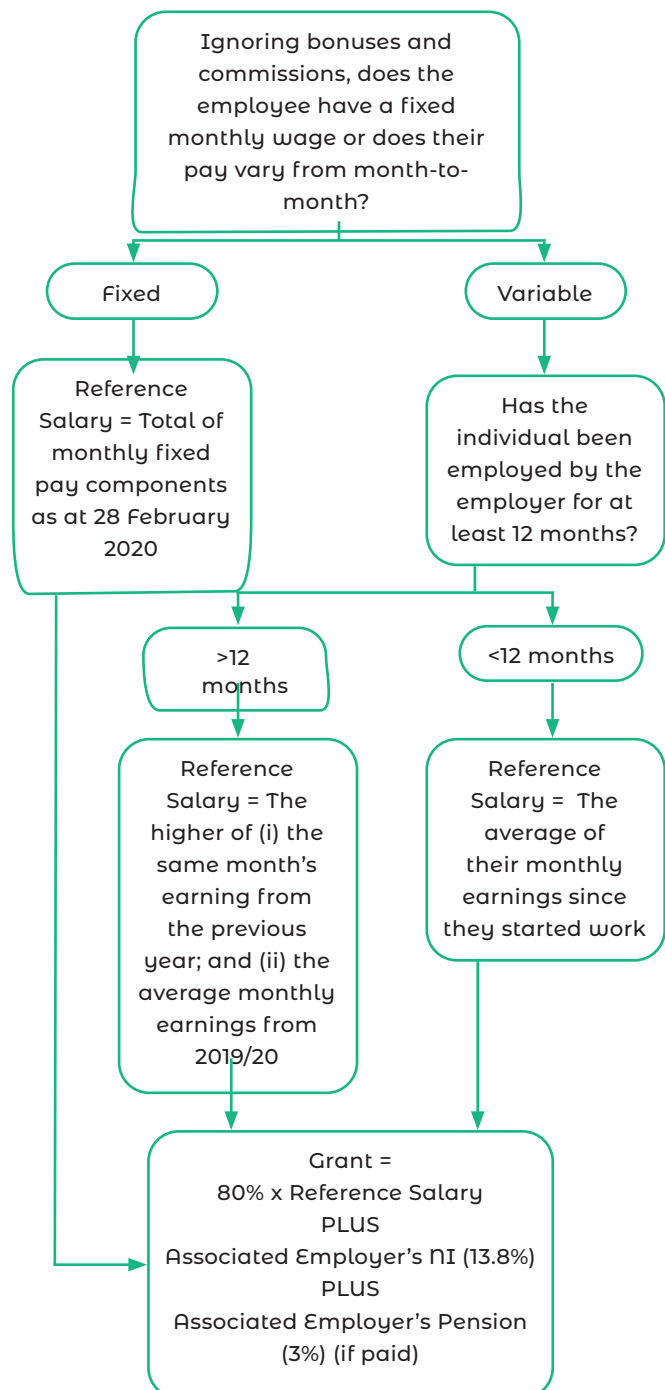 Ignoring bonuses and
commissions, does the
employee have a fixed
monthly wage or does their
pay vary from month-to-
month?
Fixed
Variable
Reference
Salary = Total of
monthly fixed
pay components
as at 28 February
2020
Has the
individual been
employed by the
employer for at
least 12 months?
>12
months
<12 months
Reference
Salary = The
higher of (i) the
same month's
earning from
the previous
year; and (ii) the
average monthly
earnings from
2019/20
Reference
Salary = The
average of
their monthly
earnings since
they started work
Grant =
80% x Reference Salary
PLUS
Associated Employer's NI (13.8%)
PLUS
Associated Employer's Pension
(3%) (if paid)